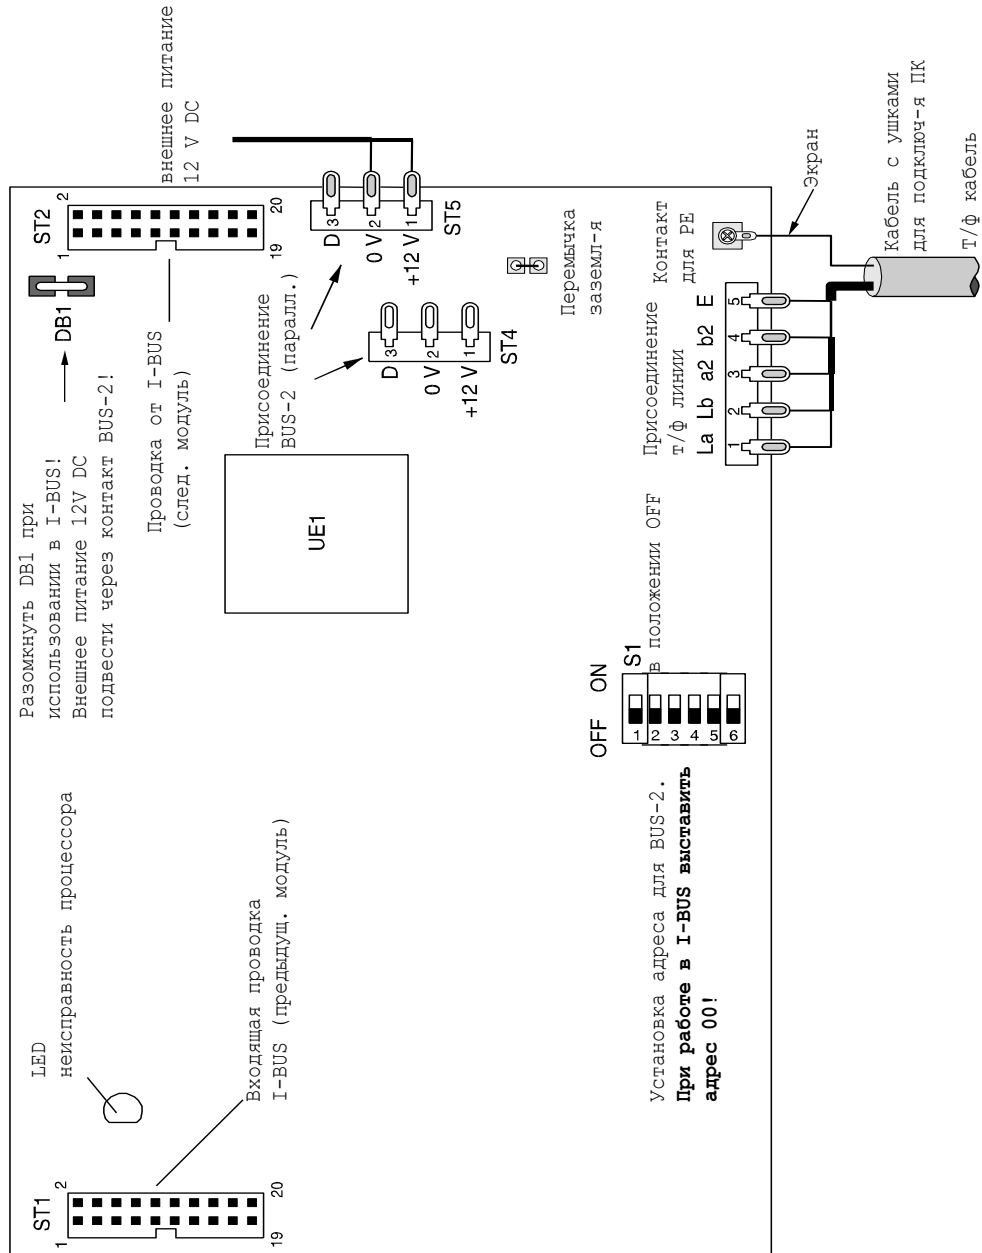 LED
неисправность процессора
Разомкнуть DB1 при
использовании в I-BUS!
Внешнее питание 12V DC
подвести через контакт BUS-2!
DB1
ST1
1
2
19
20
Входящая проводка
I-BUS (предыдущ. модуль)
Проводка от I-BUS
(след. модуль)
ST2
1
2
19
20
внешнее питание
12 V DC
UE1
Присоединение
BUS-2 (паралл.)
D
3
0 V
2
+12 V
1
ST5
D
3
0 V
2
+12 V
1
ST4
Перемычка
заземл-я
Контакт
для PE
Экран
Установка адреса для BUS-2.
При работе в I-BUS выставить
адрес 00!
OFF ON
S1
1
2
3
4
5
6
в положении OFF
Присоединение
т/ф линии
La Lb a2 b2 E
1 2 3 4 5
Кабель с ушками
для подключ-я ПК
Т/ф кабель